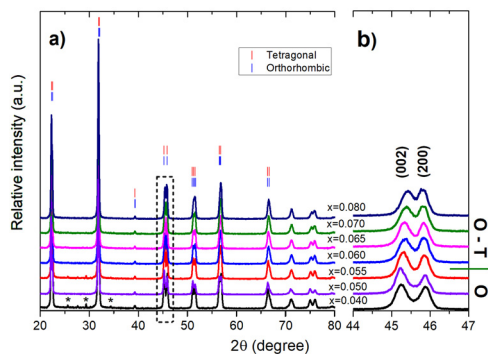 a)
Tetragonal
Orthorhombic
Relative intensity (a.u.)
x=0.080
x=0.070
x=0.065
x=0.060
x=0.055
x=0.050
x=0.040
* * *
20 30 40 50 60 70 80
2θ (degree)
b)
(002) (200)
O - T
O
44 45 46 47